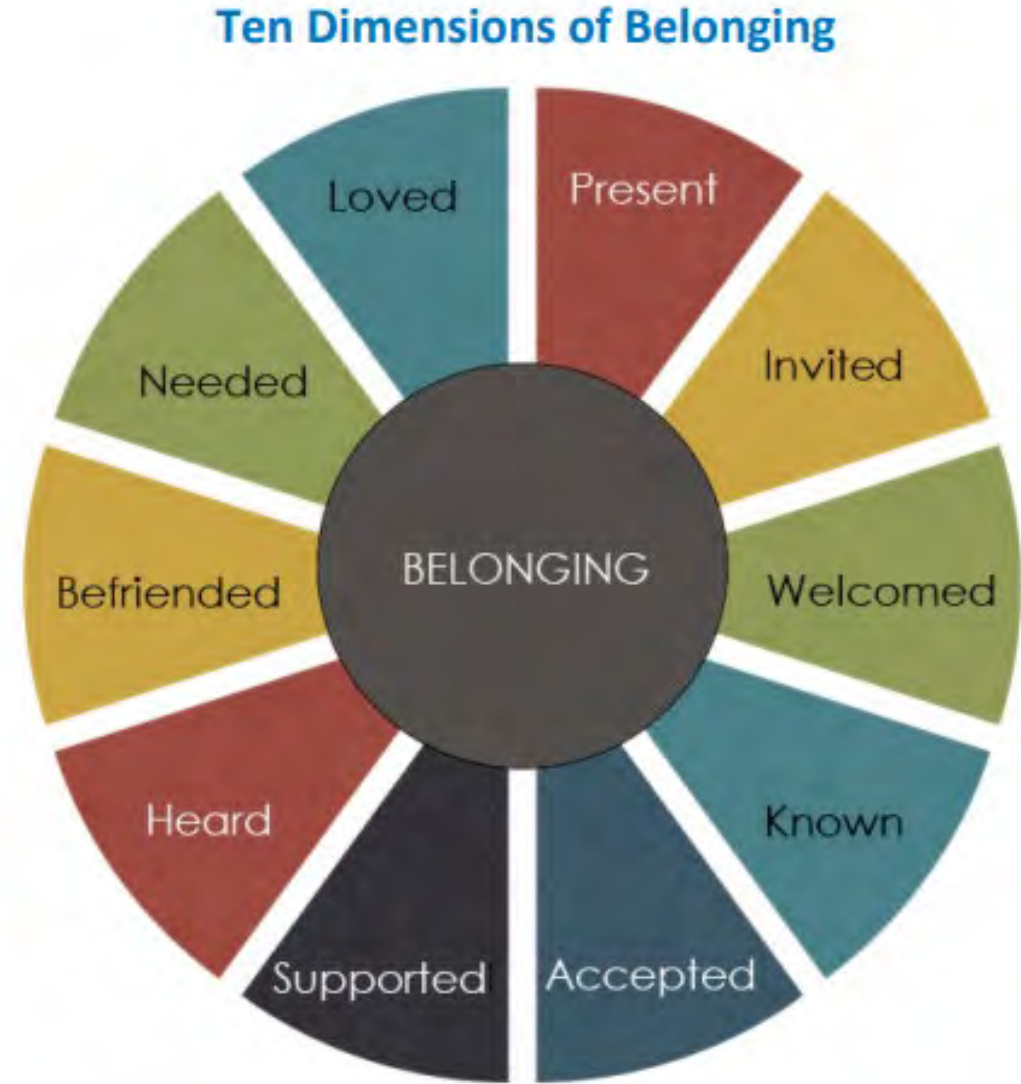 Ten Dimensions of Belonging
Present
Invited
Welcomed
Known
Accepted
Supported
Heard
Befriended
Needed
Loved
BELONGING